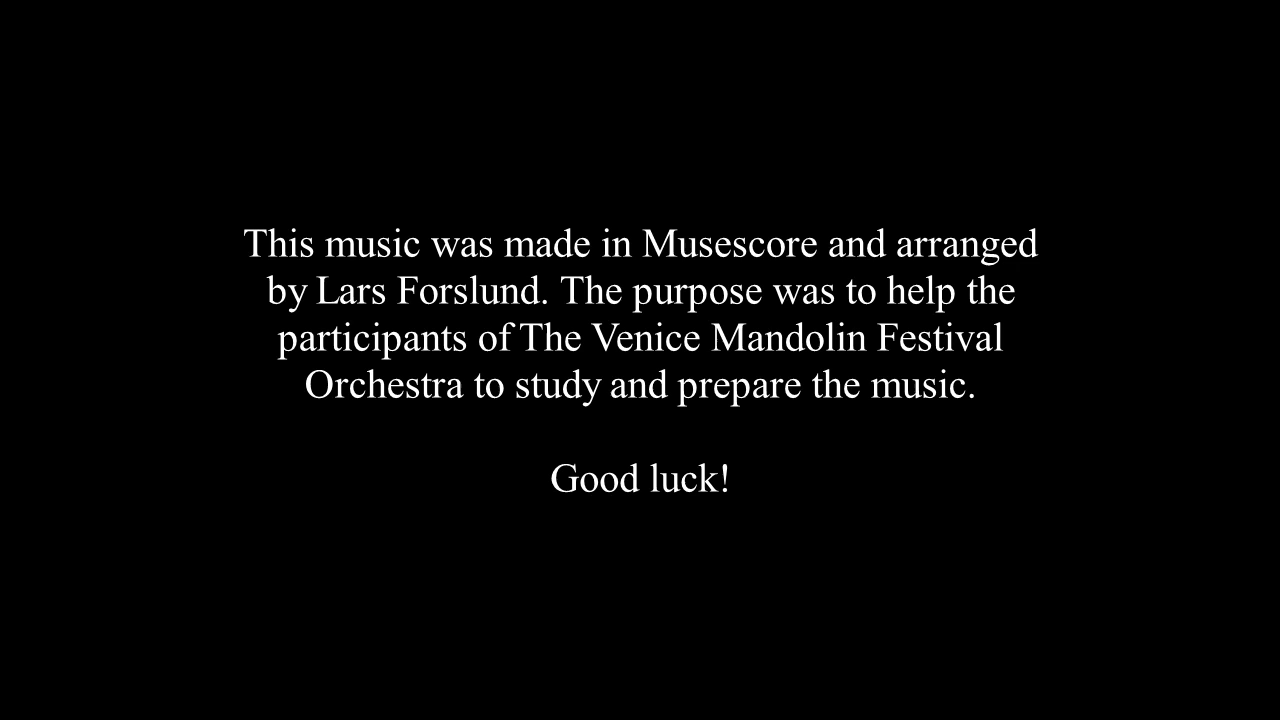 This music was made in Musescore and arranged
by Lars Forslund. The purpose was to help the
participants of The Venice Mandolin Festival
Orchestra to study and prepare the music.
Good luck!